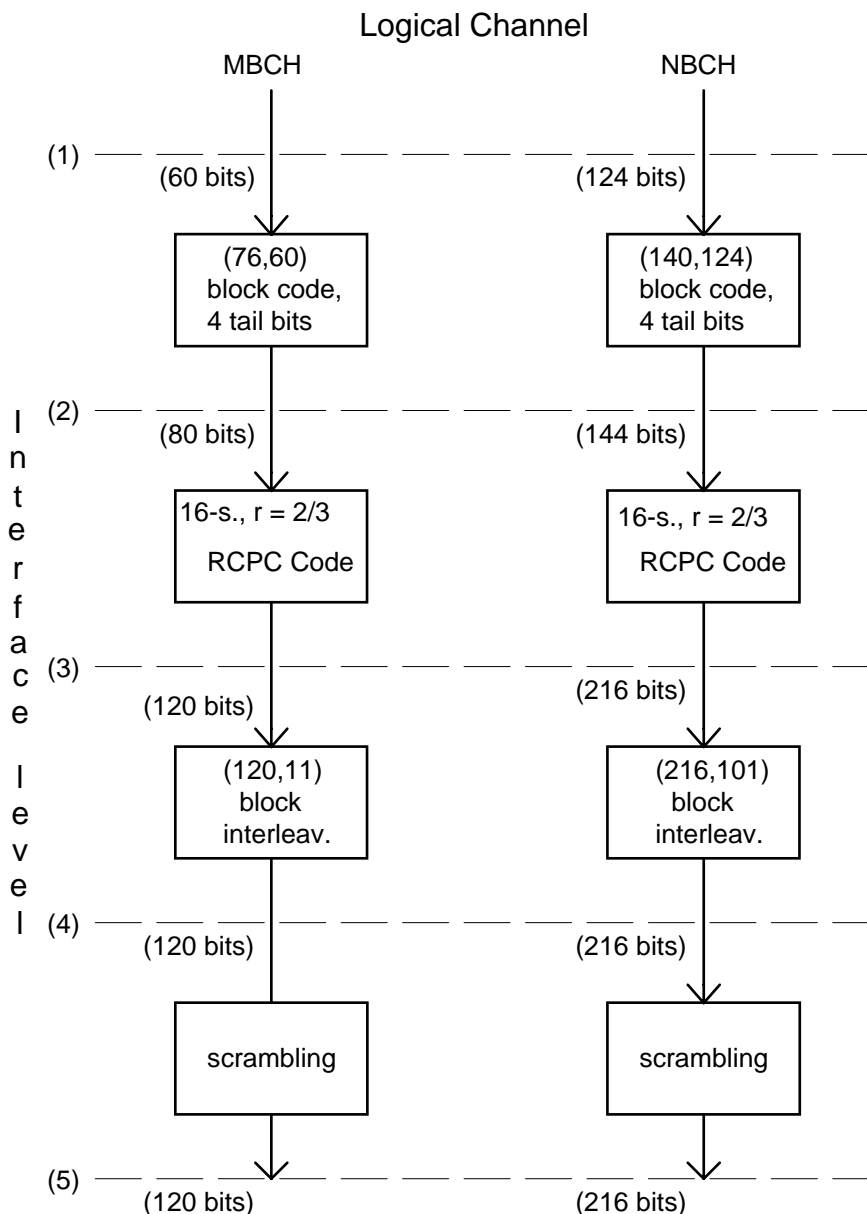 Logical Channel
MBCH
NBCH
(1)
(60 bits)
(124 bits)
(76,60)
block code,
4 tail bits
(140,124)
block code,
4 tail bits
(2)
(80 bits)
(144 bits)
16-s., r = 2/3
RCPC Code
16-s., r = 2/3
RCPC Code
(3)
(120 bits)
(216 bits)
(120,11)
block
interleav.
(216,101)
block
interleav.
(4)
(120 bits)
(216 bits)
scrambling
scrambling
(5)
(120 bits)
(216 bits)
Interface level